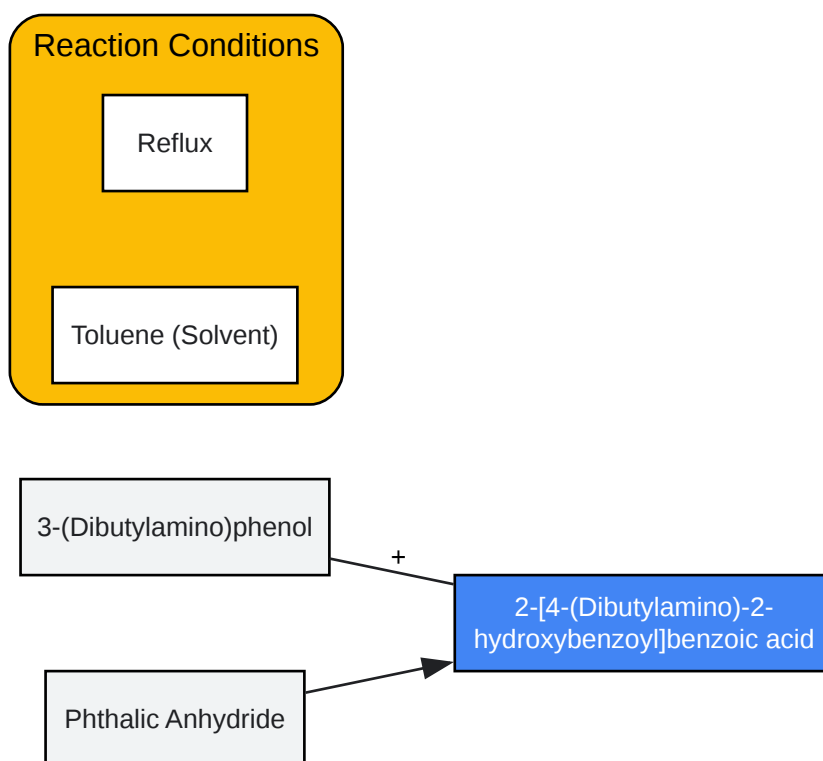 Reaction Conditions
Reflux
Toluene (Solvent)
3-(Dibutylamino)phenol
+
2-[4-(Dibutylamino)-2-
hydroxybenzoyl]benzoic acid
Phthalic Anhydride